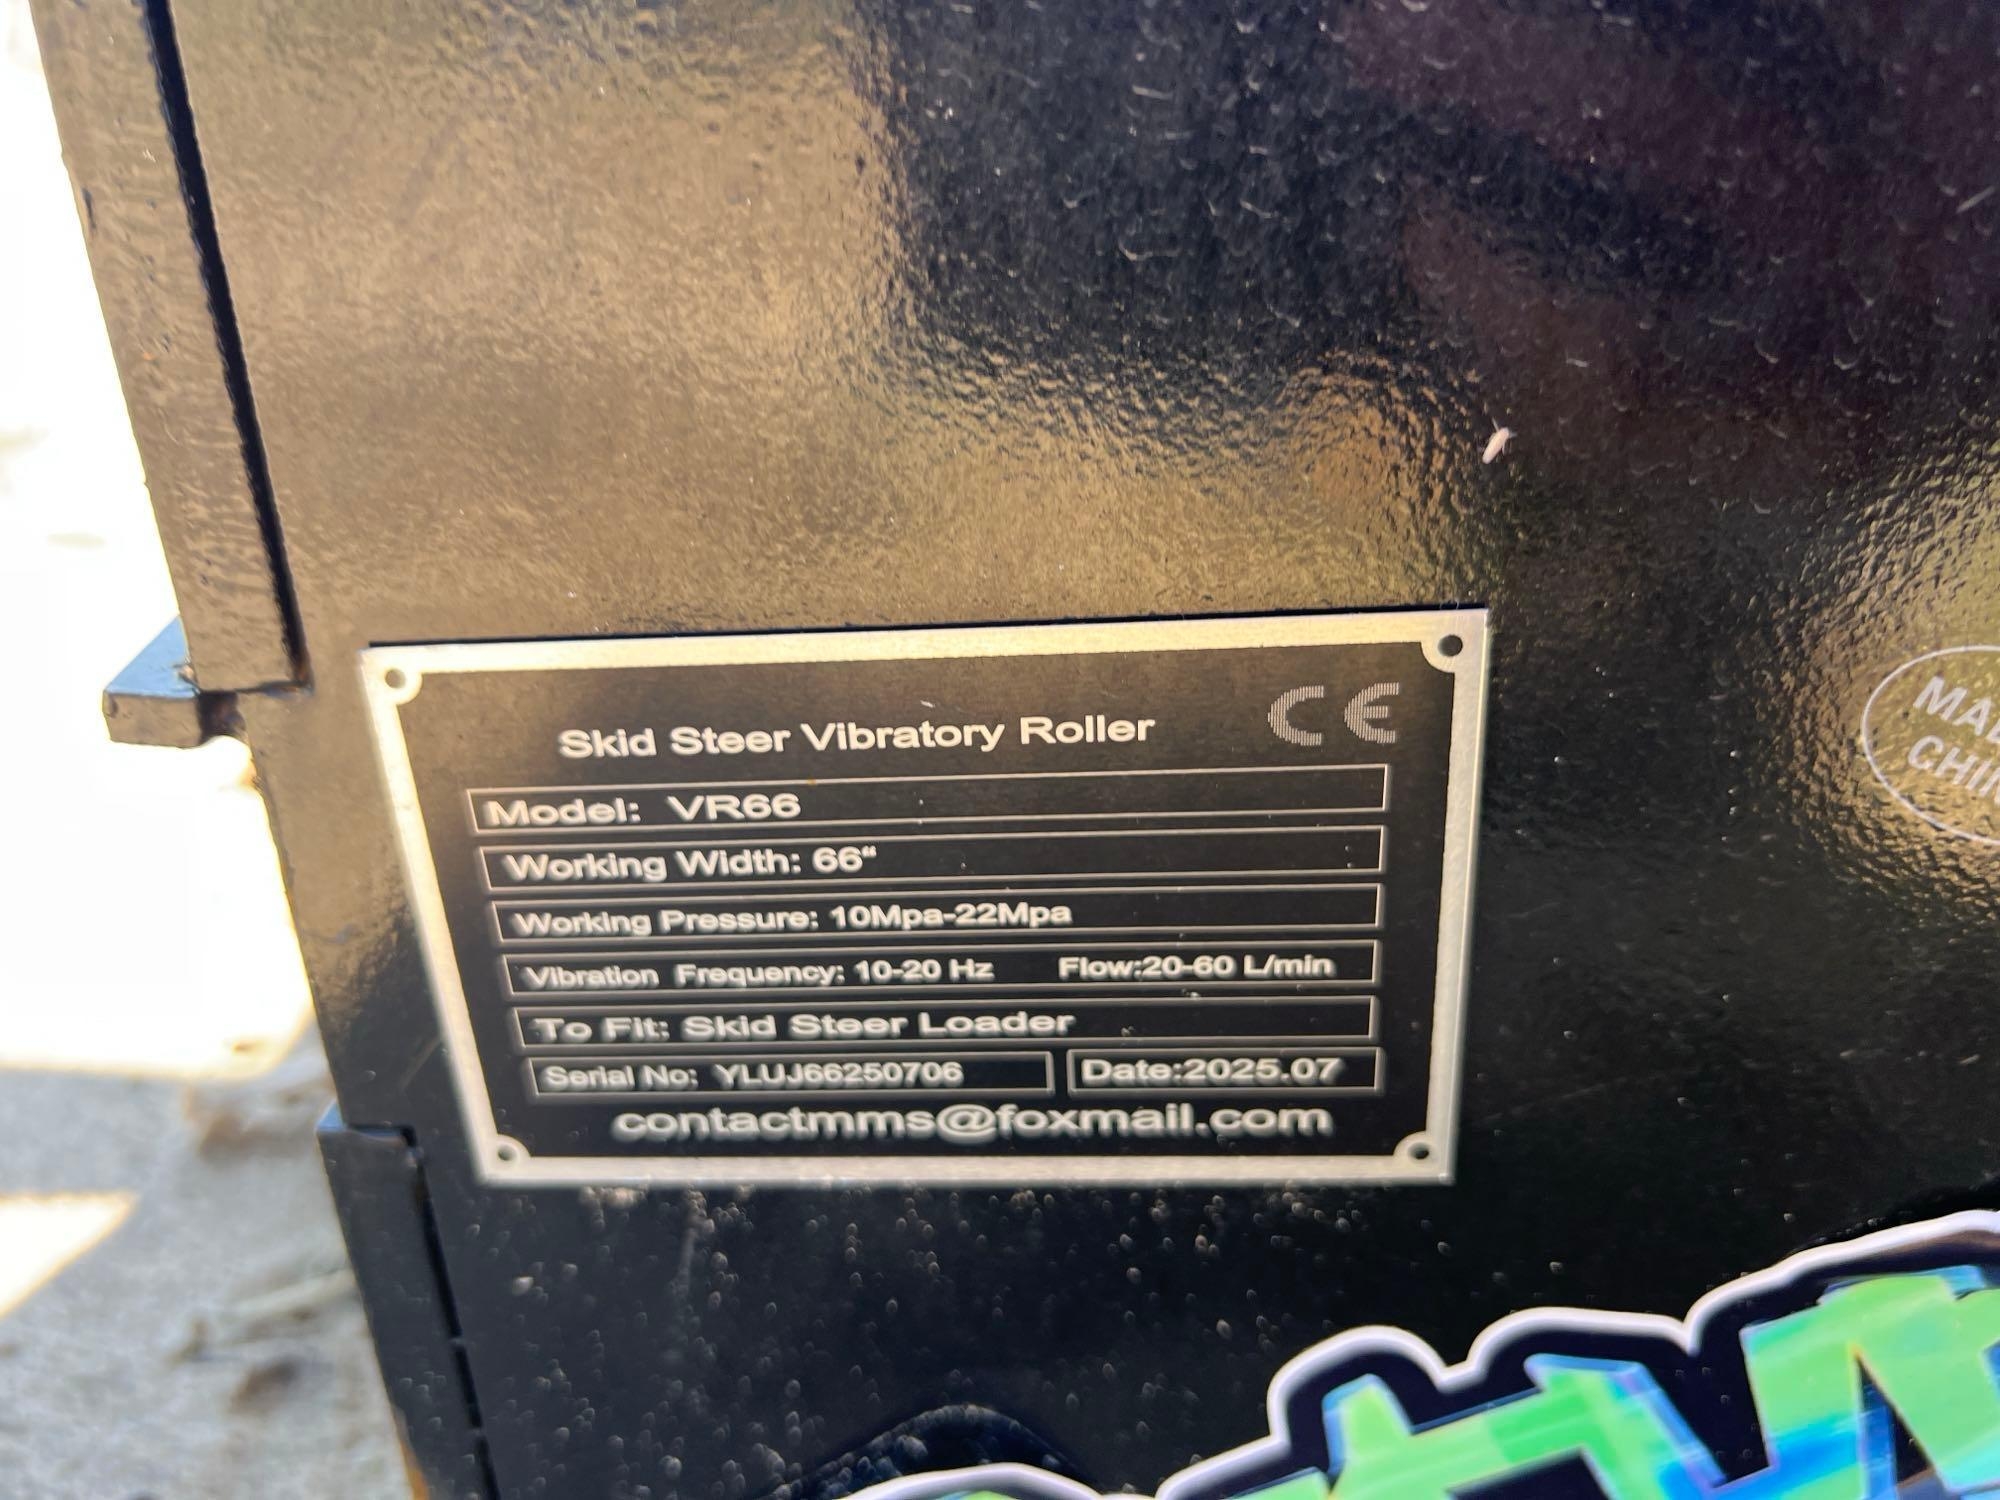 Skid Steer Vibratory Roller CE
Model: VR66
Working Width: 66“
Working Pressure: 10Mpa-22Mpa
Vibration Frequency: 10-20 Hz Flow:20-60 L/min
To Fit: Skid Steer Loader
Serial No: YLUJ66250706 Date:2025.07
contactmms@foxmail.com